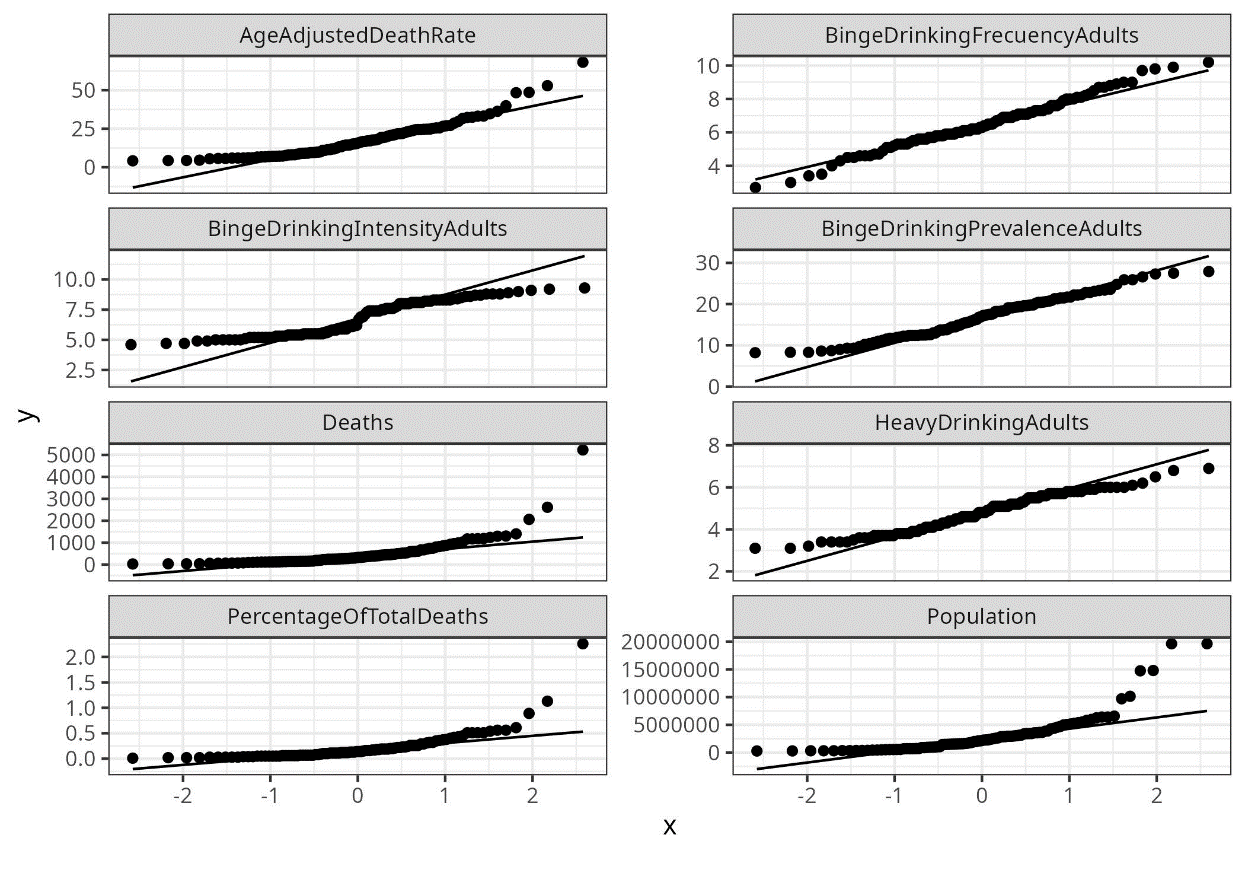 AgeAdjustedDeathRate
BingeDrinkingFrecuencyAdults
50
25
0
10
8
6
4
BingeDrinkingIntensityAdults
BingeDrinkingPrevalenceAdults
10.0
7.5
5.0
2.5
30
20
10
0
y
Deaths
HeavyDrinkingAdults
5000
4000
3000
2000
1000
0
8
6
4
2
PercentageOfTotalDeaths
Population
2.0
1.5
1.0
0.5
0.0
20000000
15000000
10000000
5000000
0
-2 -1 0 1 2
-2 -1 0 1 2
x